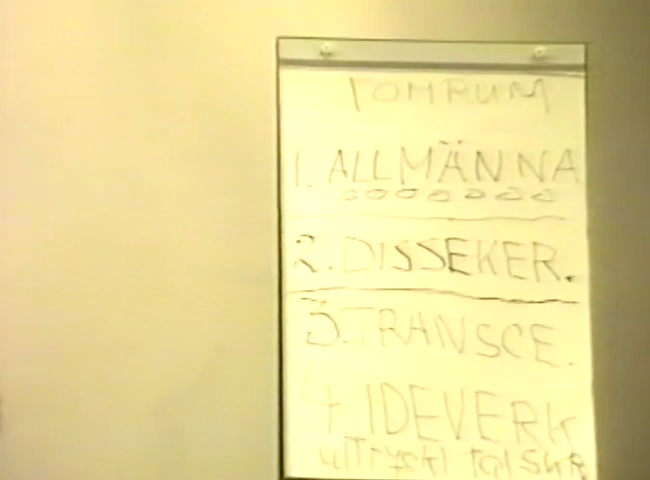 TOMRUM
1. ALLMÄNNA
2. DISSEKER.
3. TRANSCE.
4 IDEVERK